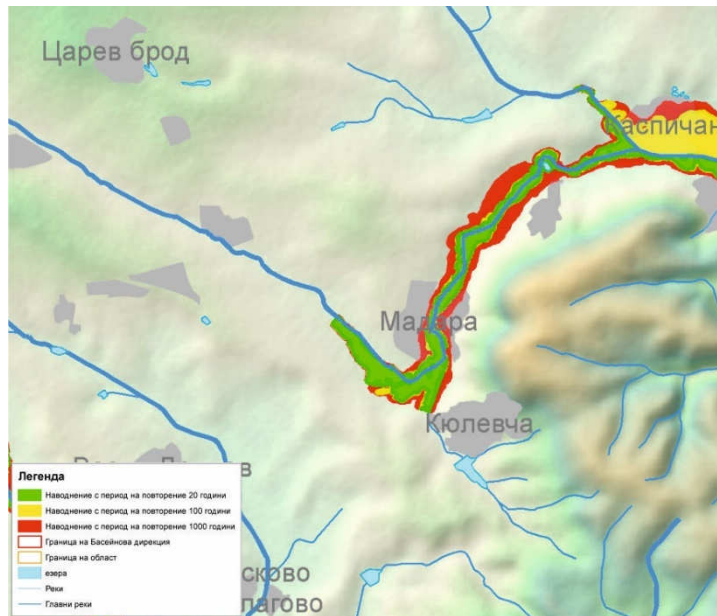 Царев брод
Каспичан
Мадара
Кюлевча
Легенда
Наводнение с период на повторение 20 години
Наводнение с период на повторение 100 години
Наводнение с период на повторение 1000 години
Граница на Басейнова дирекция
Граница на област
езера
Реки
Главни реки